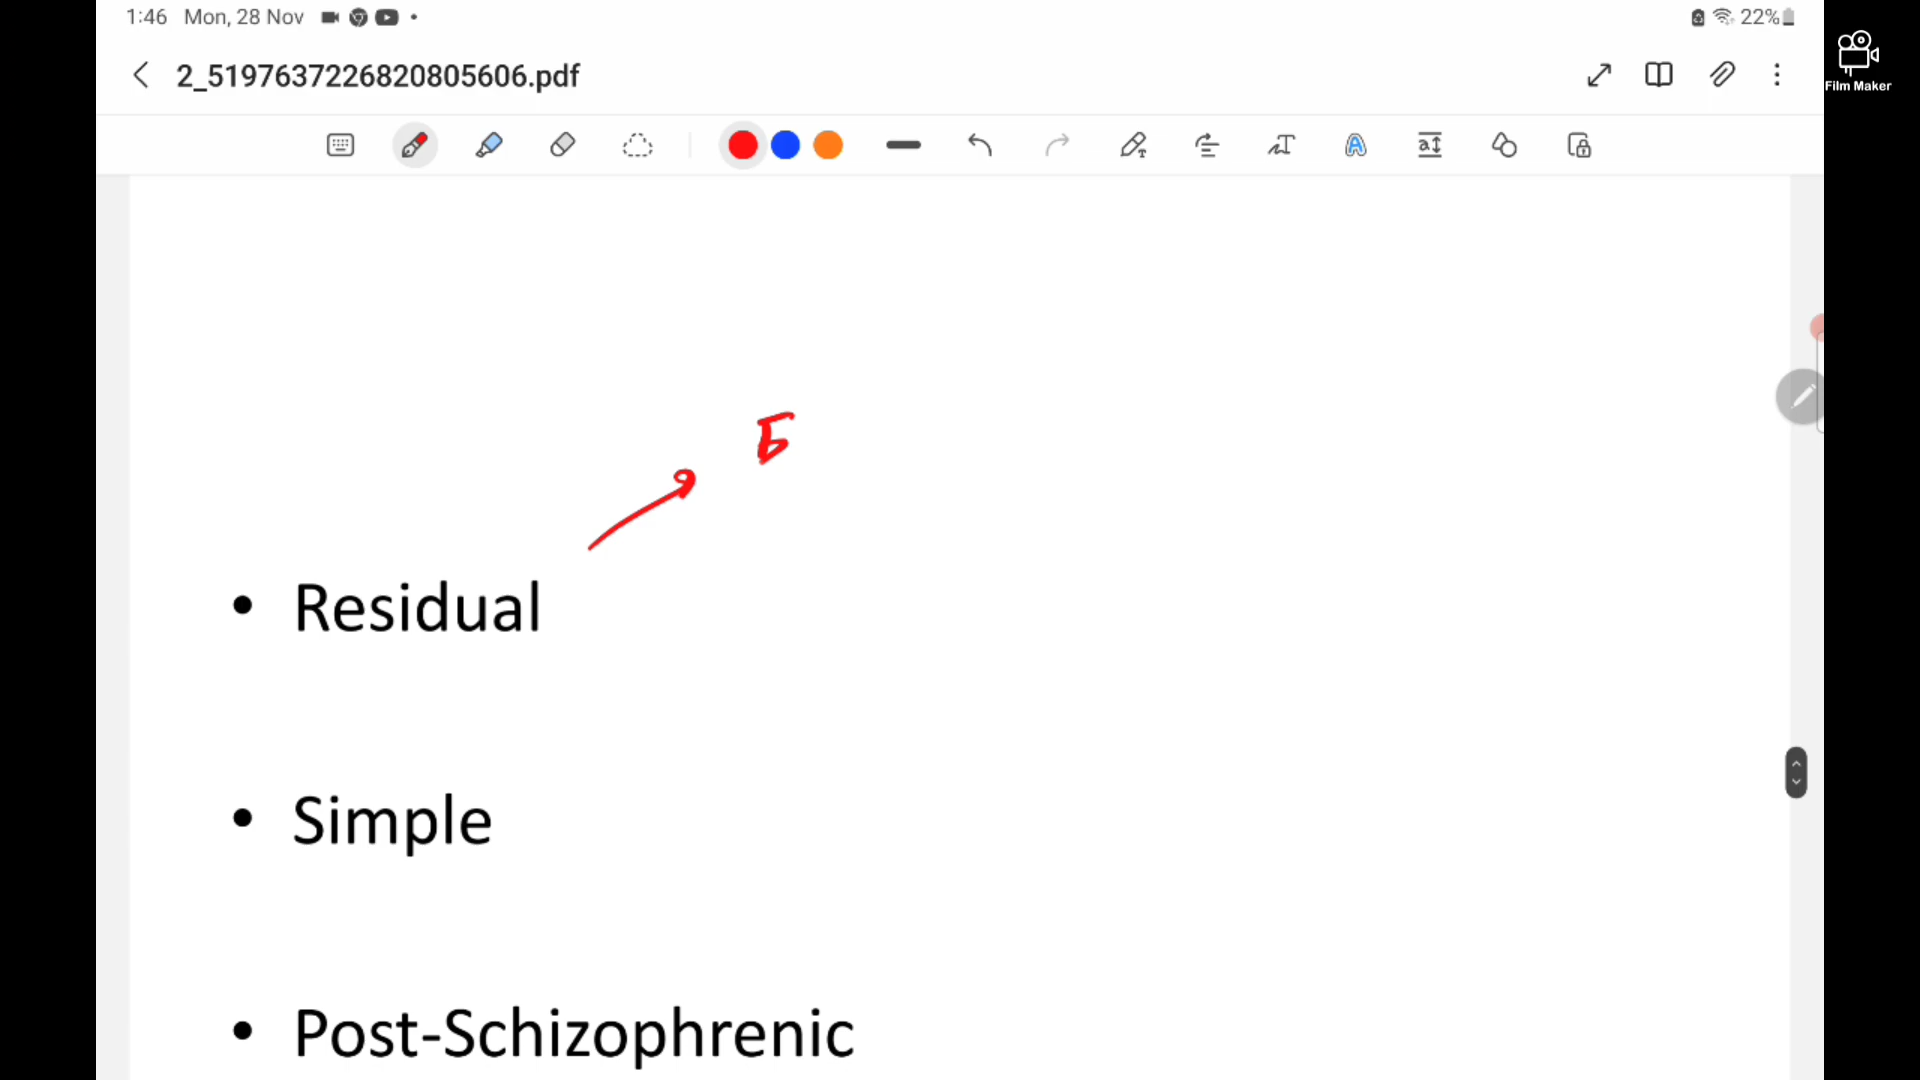 1:46 Mon, 28 Nov 22%
Film Maker
2_5197637226820805606.pdf
• Residual
• Simple
• Post-Schizophrenic